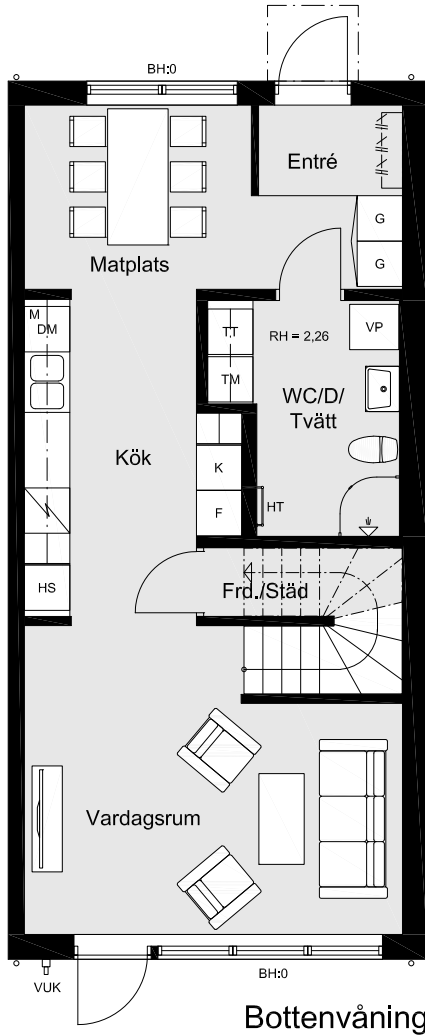 BH:0
Entré
G
G
Matplats
M
DM
TT
RH = 2,26
VP
TM
WC/D/
Tvätt
Kök
K
F
HT
HS
Frd./Städ
Vardagsrum
VUK
BH:0
Bottenvåning